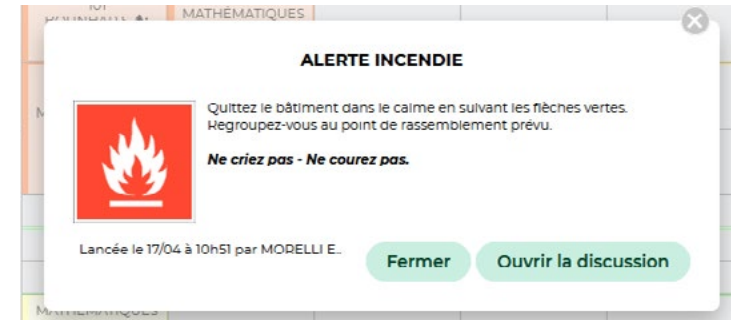 MATHÉMATIQUES
ALERTE INCENDIE
Quittez le bâtiment dans le calme en suivant les flèches vertes.
Regroupez-vous au point de rassemblement prévu.
Ne criez pas - Ne courez pas.
Lancée le 17/04 à 10h51 par MORELLI E..
Fermer
Ouvrir la discussion
MATHÉMATIQUES